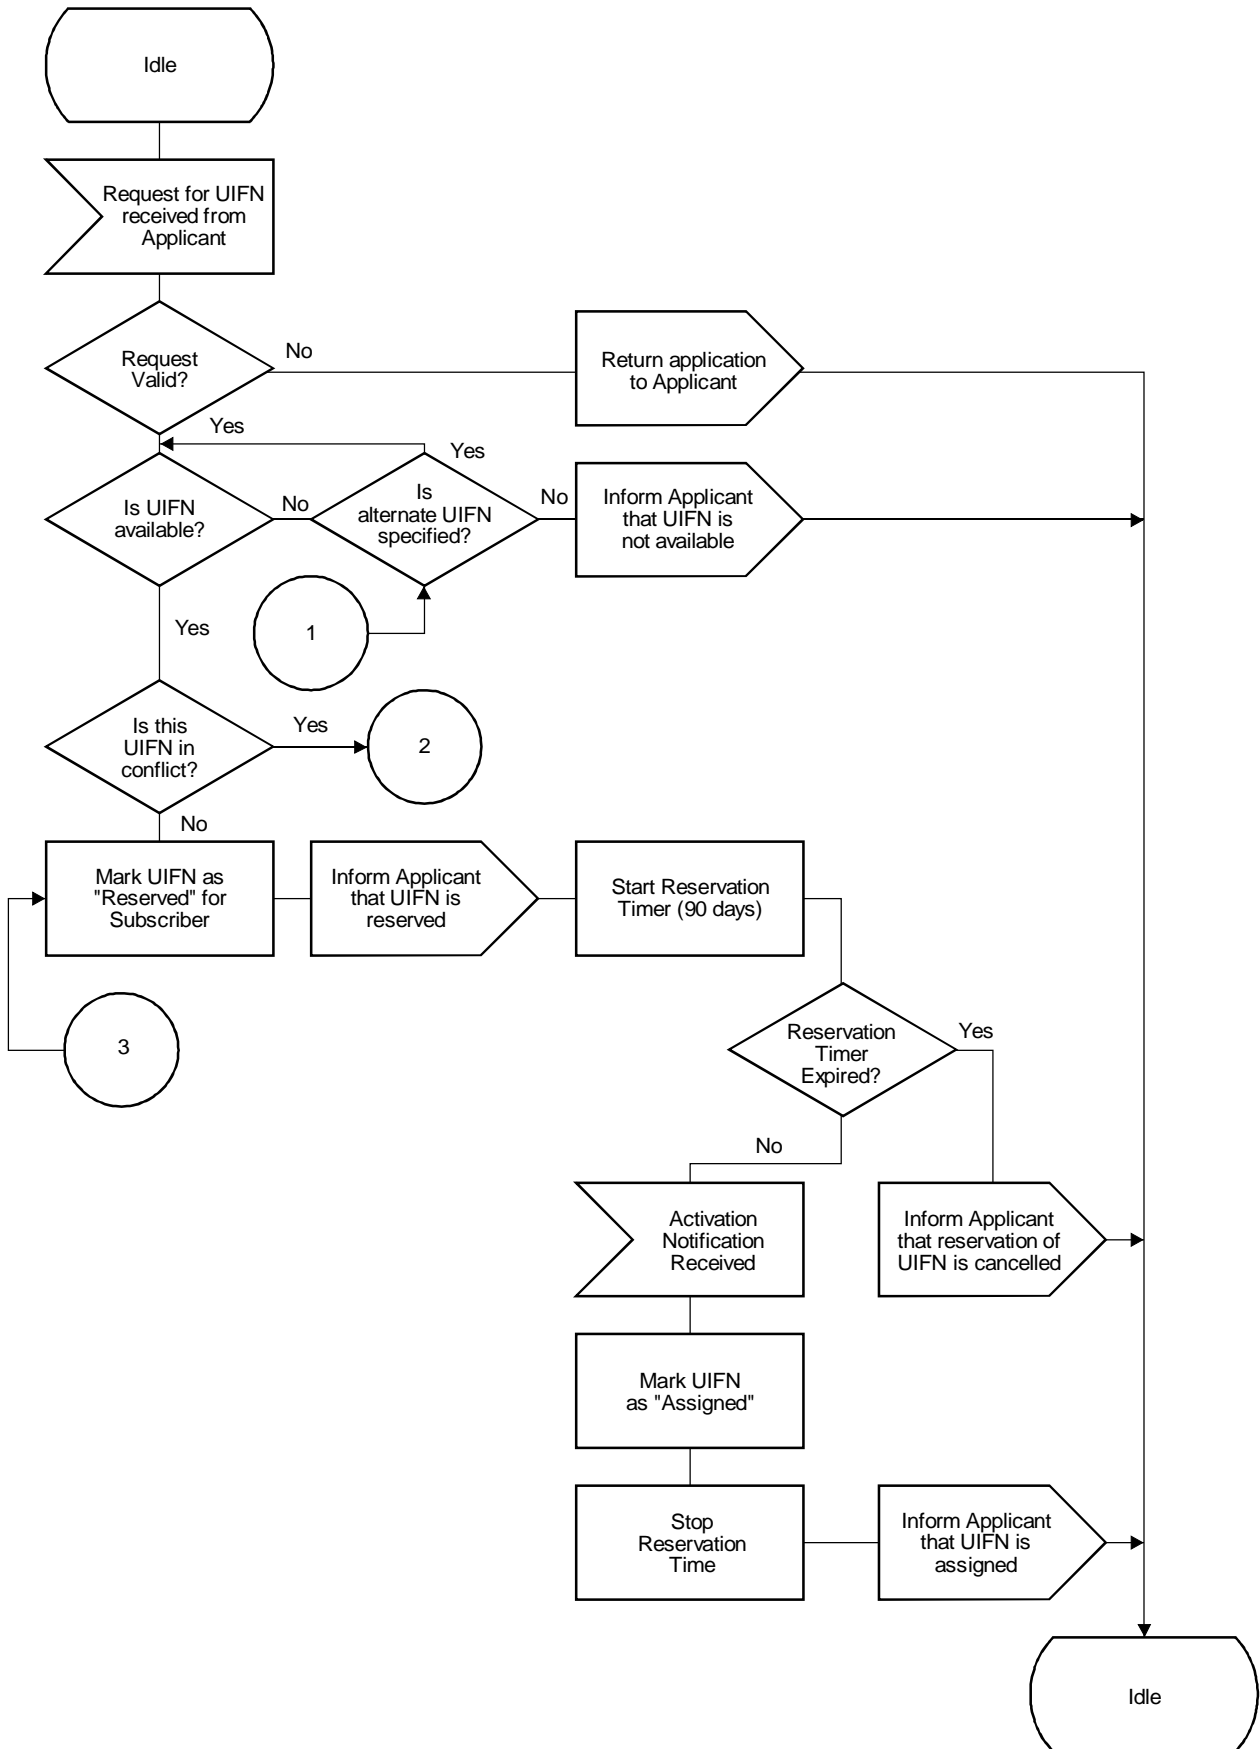 Idle
Request for UIFN
received from
Applicant
Request
Valid?
No
Return application
to Applicant
Yes
Yes
Is UIFN
available?
No
Is
alternate UIFN
specified?
No
Inform Applicant
that UIFN is
not available
Yes
1
Is this
UIFN in
conflict?
Yes
2
No
Mark UIFN as
"Reserved" for
Subscriber
Inform Applicant
that UIFN is
reserved
Start Reservation
Timer (90 days)
3
Reservation
Timer
Expired?
Yes
No
Activation
Notification
Received
Inform Applicant
that reservation of
UIFN is cancelled
Mark UIFN
as "Assigned"
Stop
Reservation
Time
Inform Applicant
that UIFN is
assigned
Idle